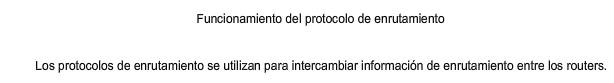 Funcionamiento del protocolo de enrutamiento
Los protocolos de enrutamiento se utilizan para intercambiar información de enrutamiento entre los routers.